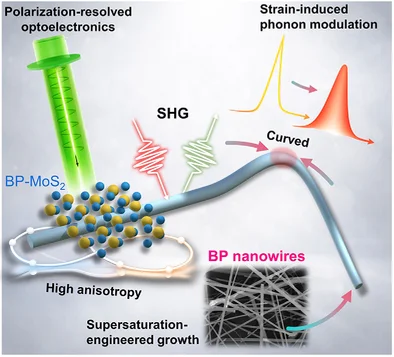 Polarization-resolved
optoelectronics
Strain-induced
phonon modulation
SHG
Curved
BP-MoS₂
BP nanowires
High anisotropy
Supersaturation-
engineered growth